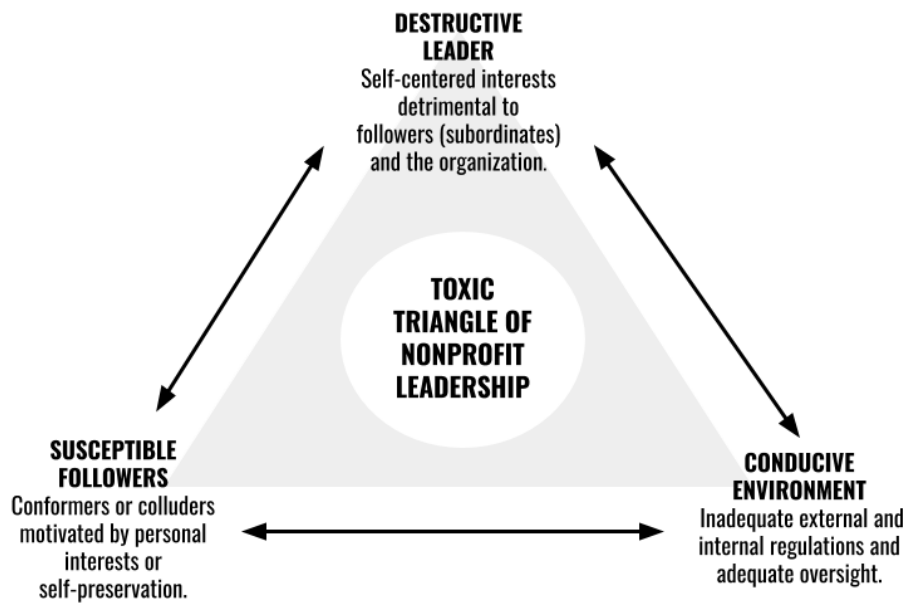 DESTRUCTIVE
LEADER
Self-centered interests
detrimental to
followers (subordinates)
and the organization.
TOXIC
TRIANGLE OF
NONPROFIT
LEADERSHIP
SUSCEPTIBLE
FOLLOWERS
Conformers or colluders
motivated by personal
interests or
self-preservation.
CONDUCIVE
ENVIRONMENT
Inadequate external and
internal regulations and
adequate oversight.